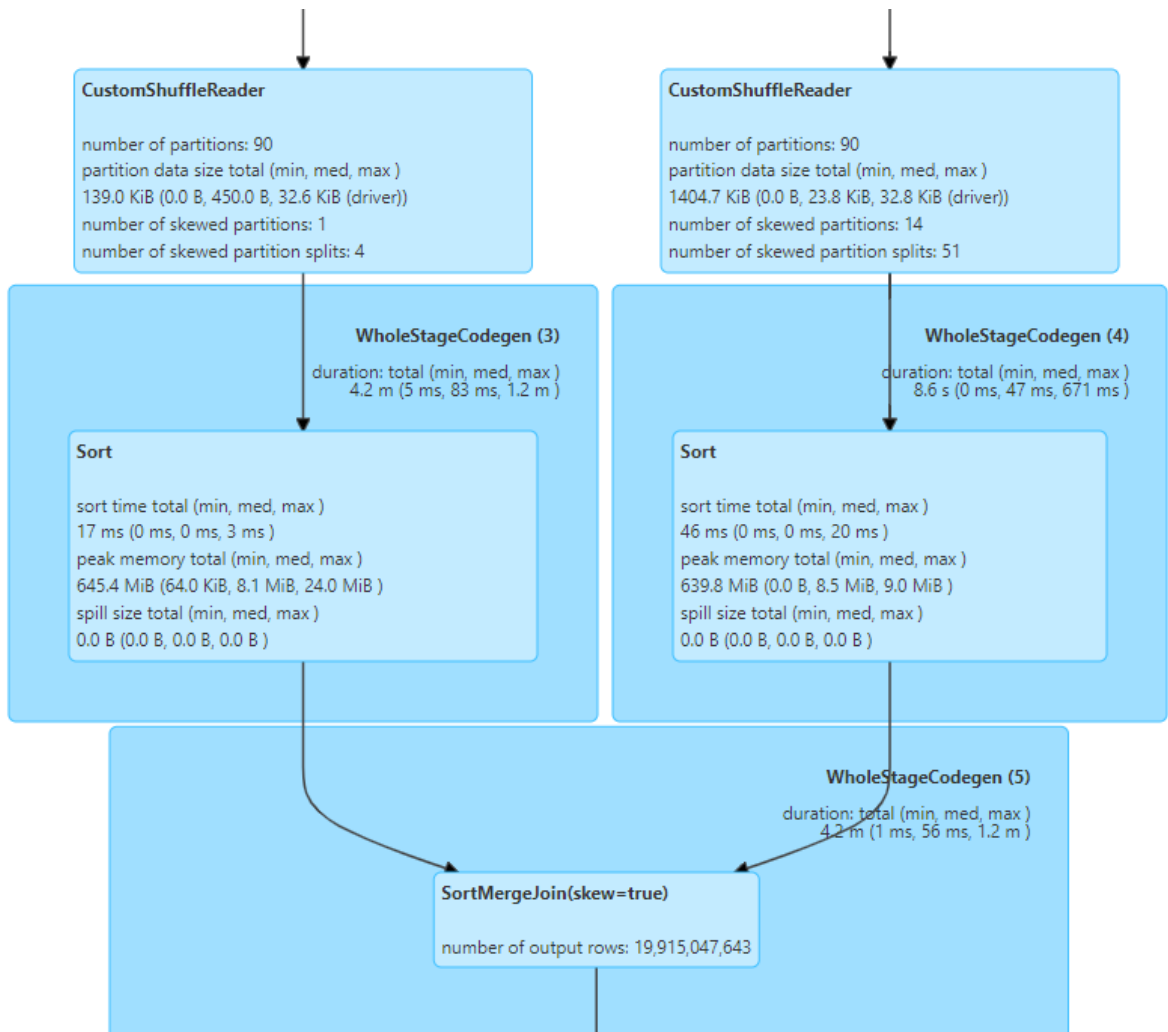 CustomShuffleReader
number of partitions: 90
partition data size total (min, med, max )
139.0 KiB (0.0 B, 450.0 B, 32.6 KiB (driver))
number of skewed partitions: 1
number of skewed partition splits: 4
CustomShuffleReader
number of partitions: 90
partition data size total (min, med, max )
1404.7 KiB (0.0 B, 23.8 KiB, 32.8 KiB (driver))
number of skewed partitions: 14
number of skewed partition splits: 51
WholeStageCodegen (3)
duration: total (min, med, max )
4.2 m (5 ms, 83 ms, 1.2 m )
Sort
sort time total (min, med, max )
17 ms (0 ms, 0 ms, 3 ms )
peak memory total (min, med, max )
645.4 MiB (64.0 KiB, 8.1 MiB, 24.0 MiB )
spill size total (min, med, max )
0.0 B (0.0 B, 0.0 B, 0.0 B )
WholeStageCodegen (4)
duration: total (min, med, max )
8.6 s (0 ms, 47 ms, 671 ms )
Sort
sort time total (min, med, max )
46 ms (0 ms, 0 ms, 20 ms )
peak memory total (min, med, max )
639.8 MiB (0.0 B, 8.5 MiB, 9.0 MiB )
spill size total (min, med, max )
0.0 B (0.0 B, 0.0 B, 0.0 B )
WholeStageCodegen (5)
duration: total (min, med, max )
4.2 m (1 ms, 56 ms, 1.2 m )
SortMergeJoin(skew=true)
number of output rows: 19,915,047,643